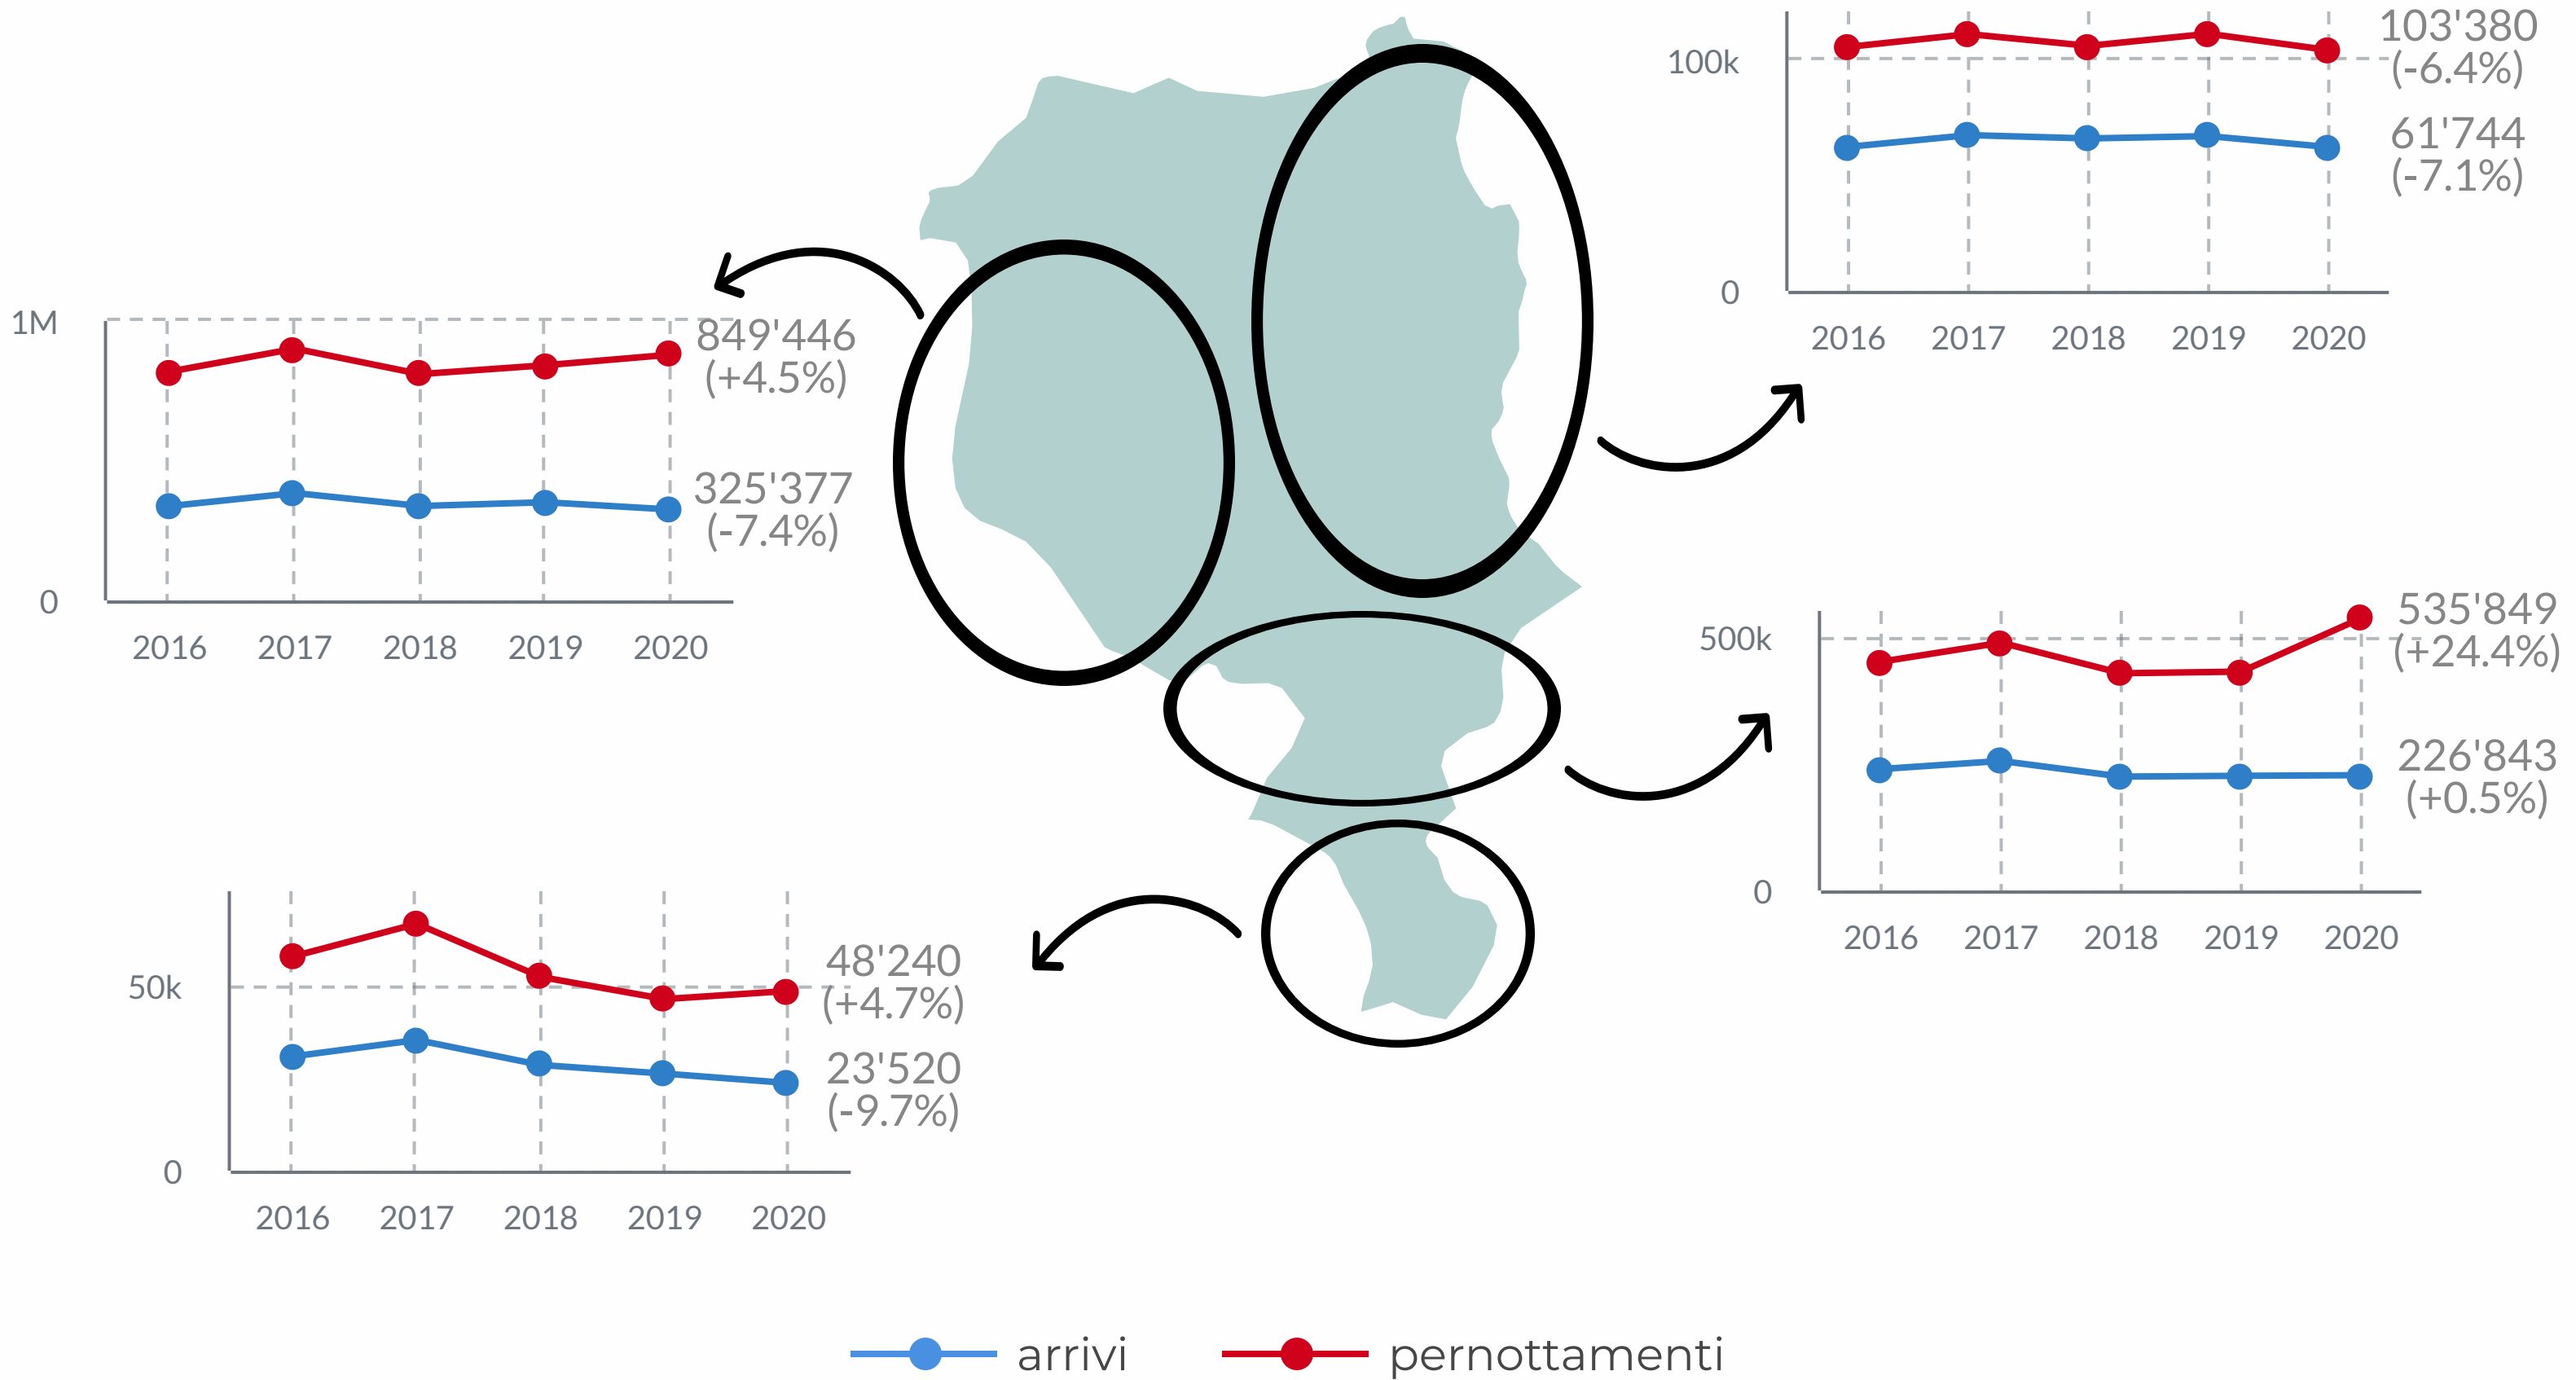 103'380
(-6.4%)
100k
61'744
(-7.1%)
0
2016 2017 2018 2019 2020
1M
849'446
(+4.5%)
325'377
(-7.4%)
0
2016 2017 2018 2019 2020
535'849
(+24.4%)
500k
226'843
(+0.5%)
0
2016 2017 2018 2019 2020
48'240
(+4.7%)
50k
23'520
(-9.7%)
0
2016 2017 2018 2019 2020
arrivi pernottamenti